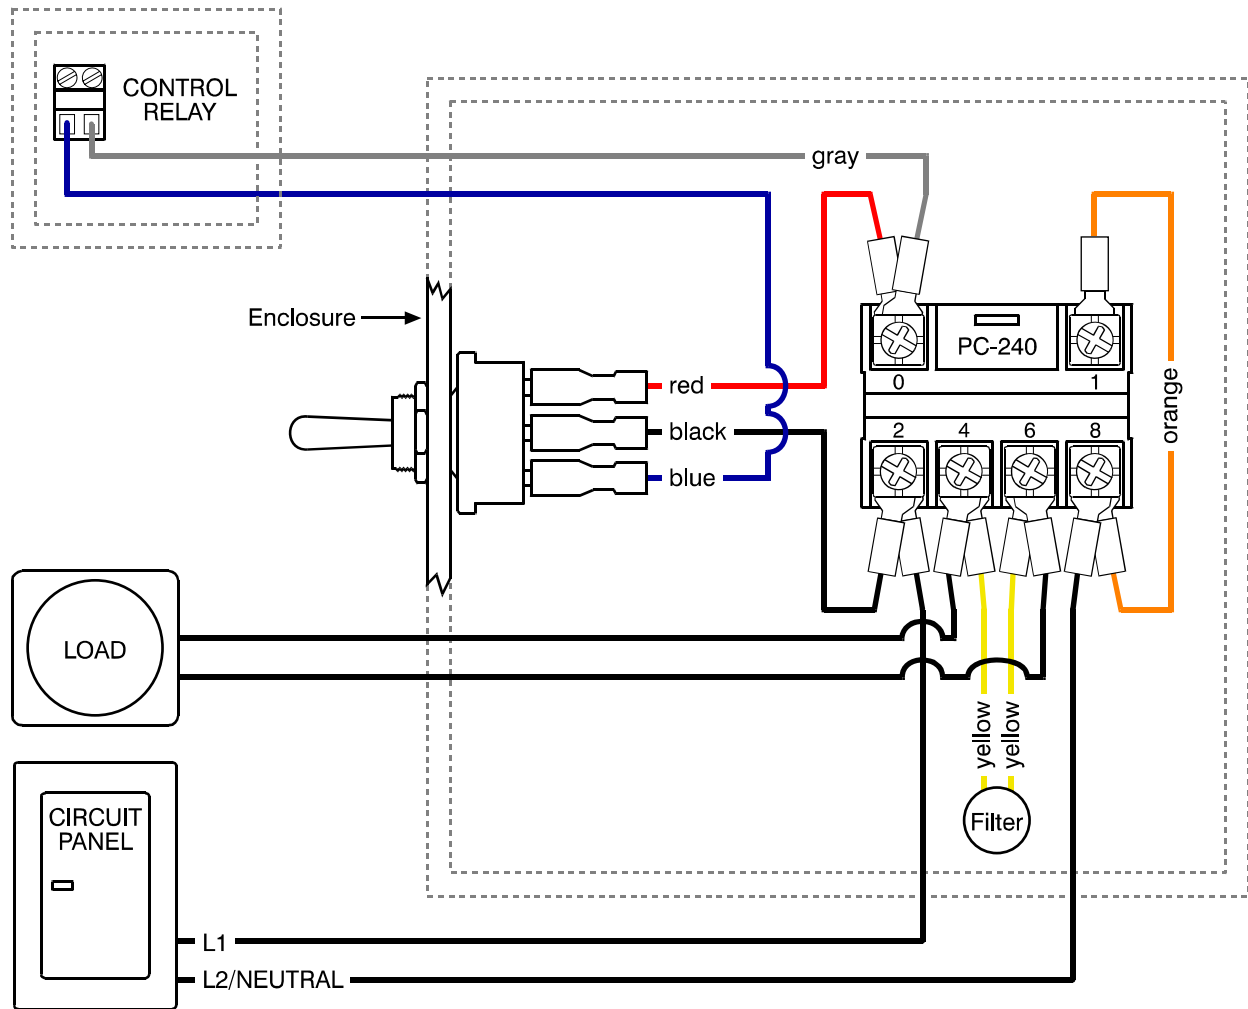 CONTROL
RELAY
gray
Enclosure
PC-240
0
1
red
orange
black
2 4 6 8
blue
LOAD
yellow
yellow
CIRCUIT
PANEL
Filter
L1
L2/NEUTRAL